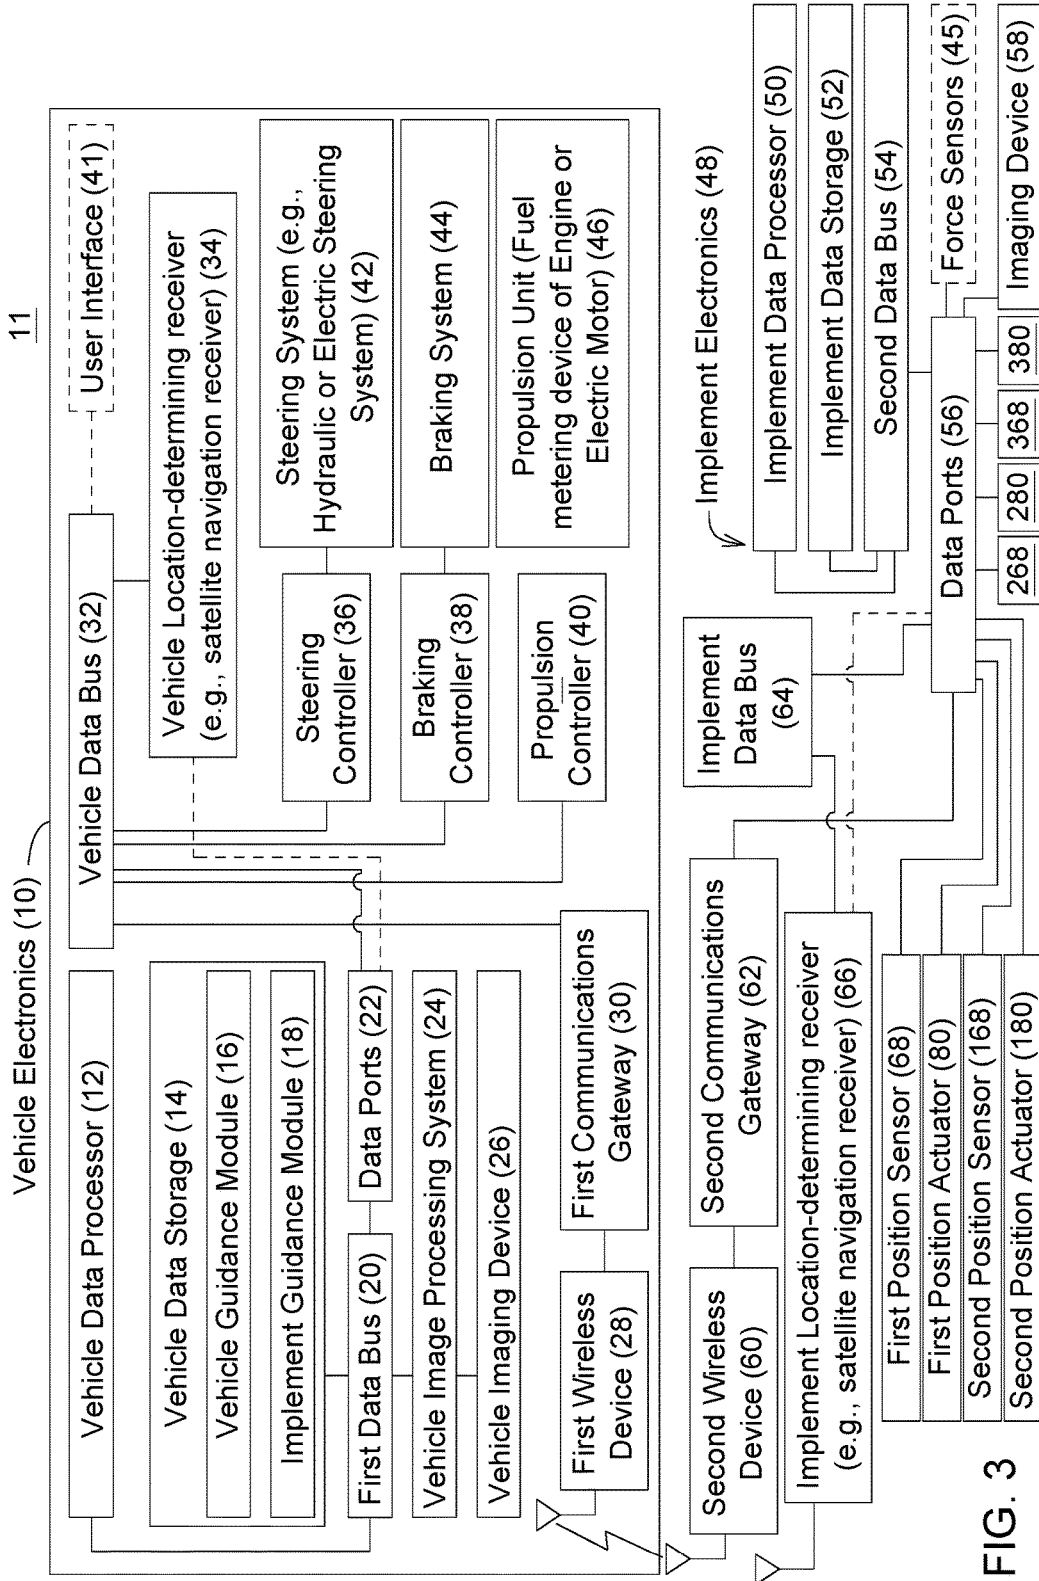 11
Vehicle Electronics (10)
Vehicle Data Processor (12)
Vehicle Data Storage (14)
Vehicle Guidance Module (16)
Implement Guidance Module (18)
First Data Bus (20)
Data Ports (22)
Vehicle Image Processing System (24)
Vehicle Imaging Device (26)
First Wireless
Device (28)
First Communications
Gateway (30)
Vehicle Data Bus (32)
User Interface (41)
Vehicle Location-determining receiver
(e.g., satellite navigation receiver) (34)
Steering
Controller (36)
Steering System (e.g.,
Hydraulic or Electric Steering
System) (42)
Braking
Controller (38)
Braking System (44)
Propulsion
Controller (40)
Propulsion Unit (Fuel
metering device of Engine or
Electric Motor) (46)
Second Wireless
Device (60)
Second Communications
Gateway (62)
Implement Location-determining receiver
(e.g., satellite navigation receiver) (66)
Implement
Data Bus
(64)
Implement Electronics (48)
Implement Data Processor (50)
Implement Data Storage (52)
Second Data Bus (54)
Data Ports (56)
Force Sensors (45)
Imaging Device (58)
268
280
368
380
First Position Sensor (68)
First Position Actuator (80)
Second Position Sensor (168)
Second Position Actuator (180)
FIG. 3